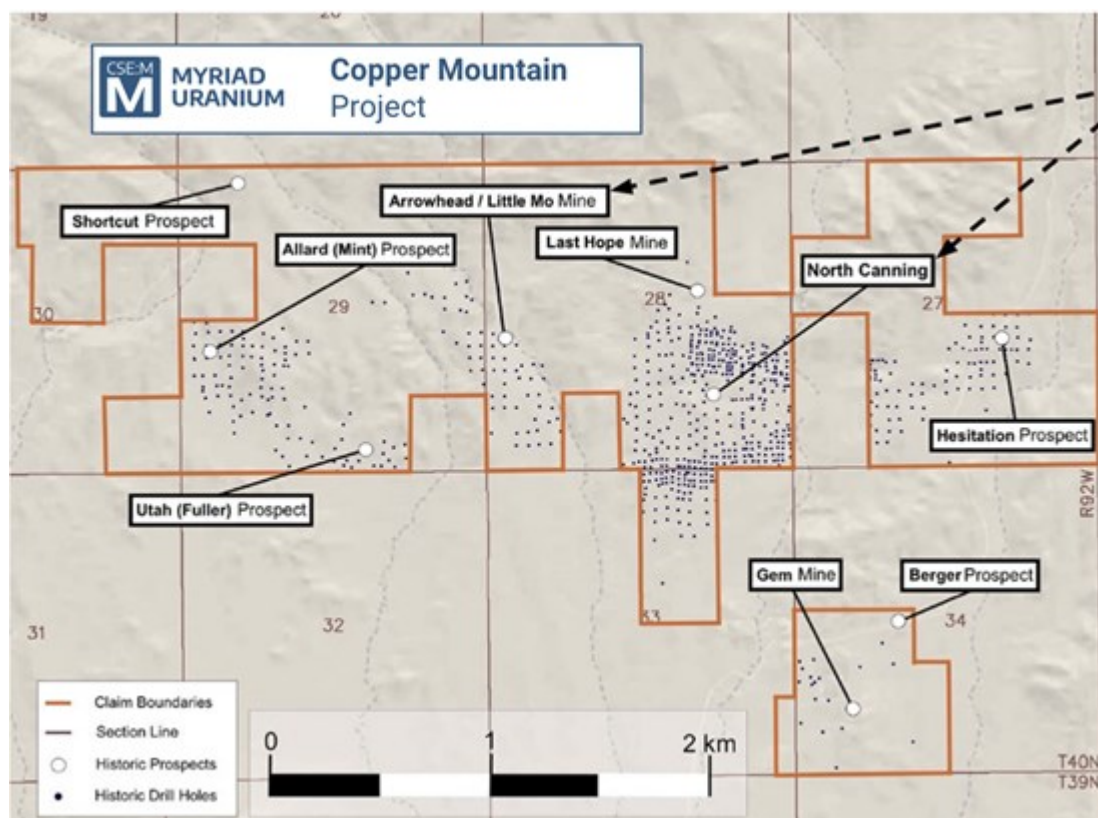 19
20
CSE:M
M
MYRIAD
URANIUM
Copper Mountain
Project
Shortcut Prospect
Arrowhead / Little Mo Mine
Allard (Mint) Prospect
Last Hope Mine
North Canning
30
29
28
27
Hesitation Prospect
Utah (Fuller) Prospect
R92W
Gem Mine
Berger Prospect
31
32
33
34
Claim Boundaries
Section Line
Historic Prospects
Historic Drill Holes
0
1
2 km
T40N
T39N